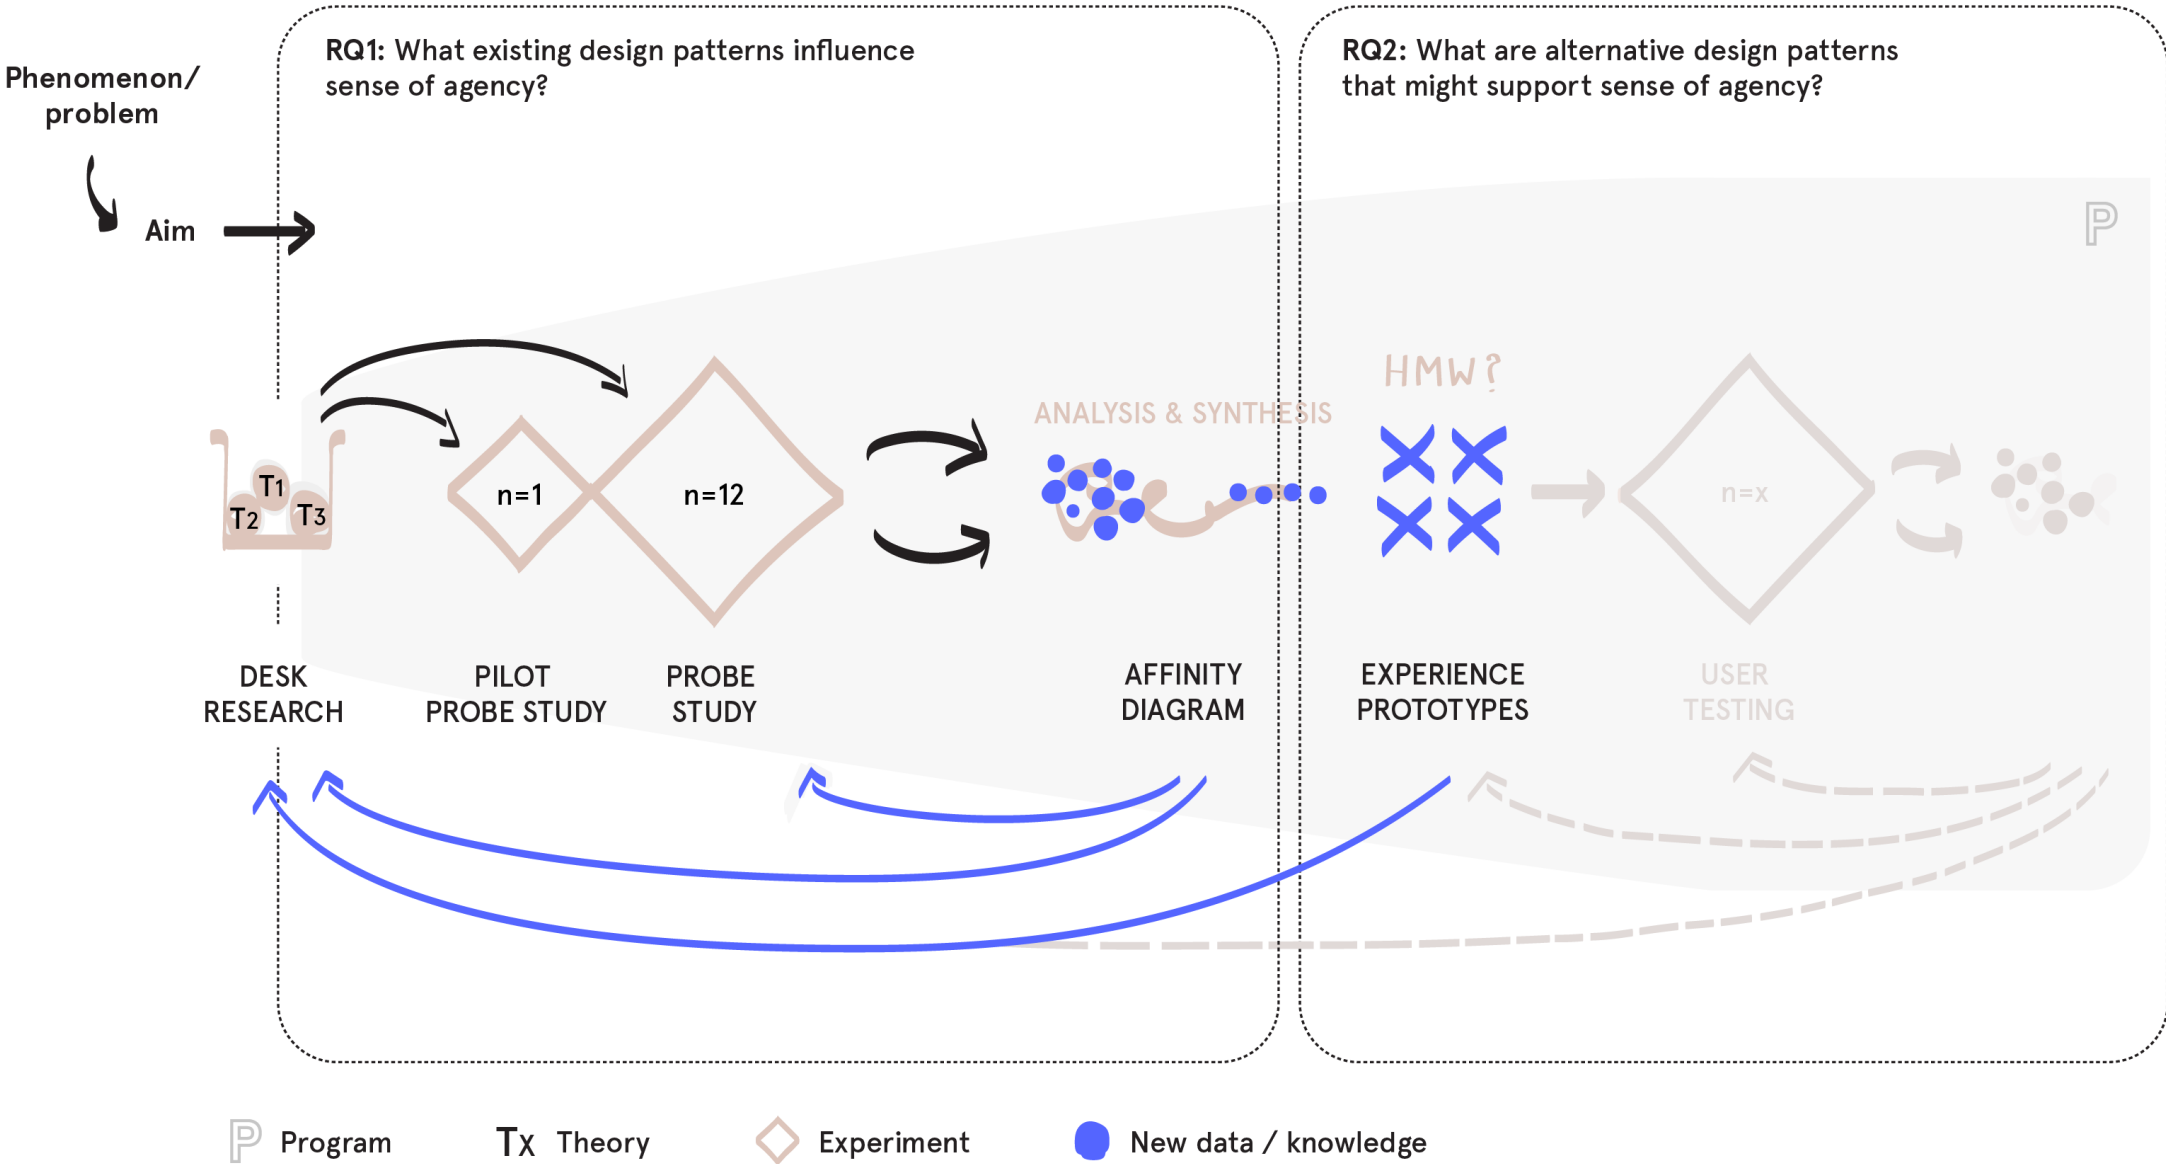 Phenomenon/
problem
Aim
RQ1: What existing design patterns influence
sense of agency?
RQ2: What are alternative design patterns
that might support sense of agency?
P
HMW?
ANALYSIS & SYNTHESIS
T1
T2
T3
n=1
n=12
n=x
DESK
RESEARCH
PILOT
PROBE STUDY
PROBE
STUDY
AFFINITY
DIAGRAM
EXPERIENCE
PROTOTYPES
USER
TESTING
P Program
Tx Theory
Experiment
New data / knowledge